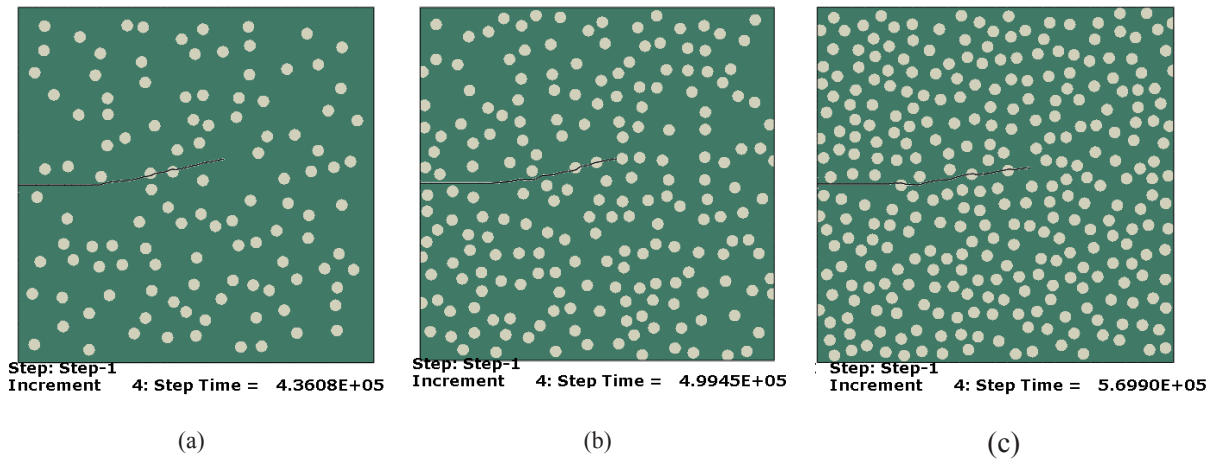 Step: Step-1
Increment 4: Step Time = 4.3608E+05
Step: Step-1
Increment 4: Step Time = 4.9945E+05
Step: Step-1
Increment 4: Step Time = 5.6990E+05
(a)
(b)
(c)